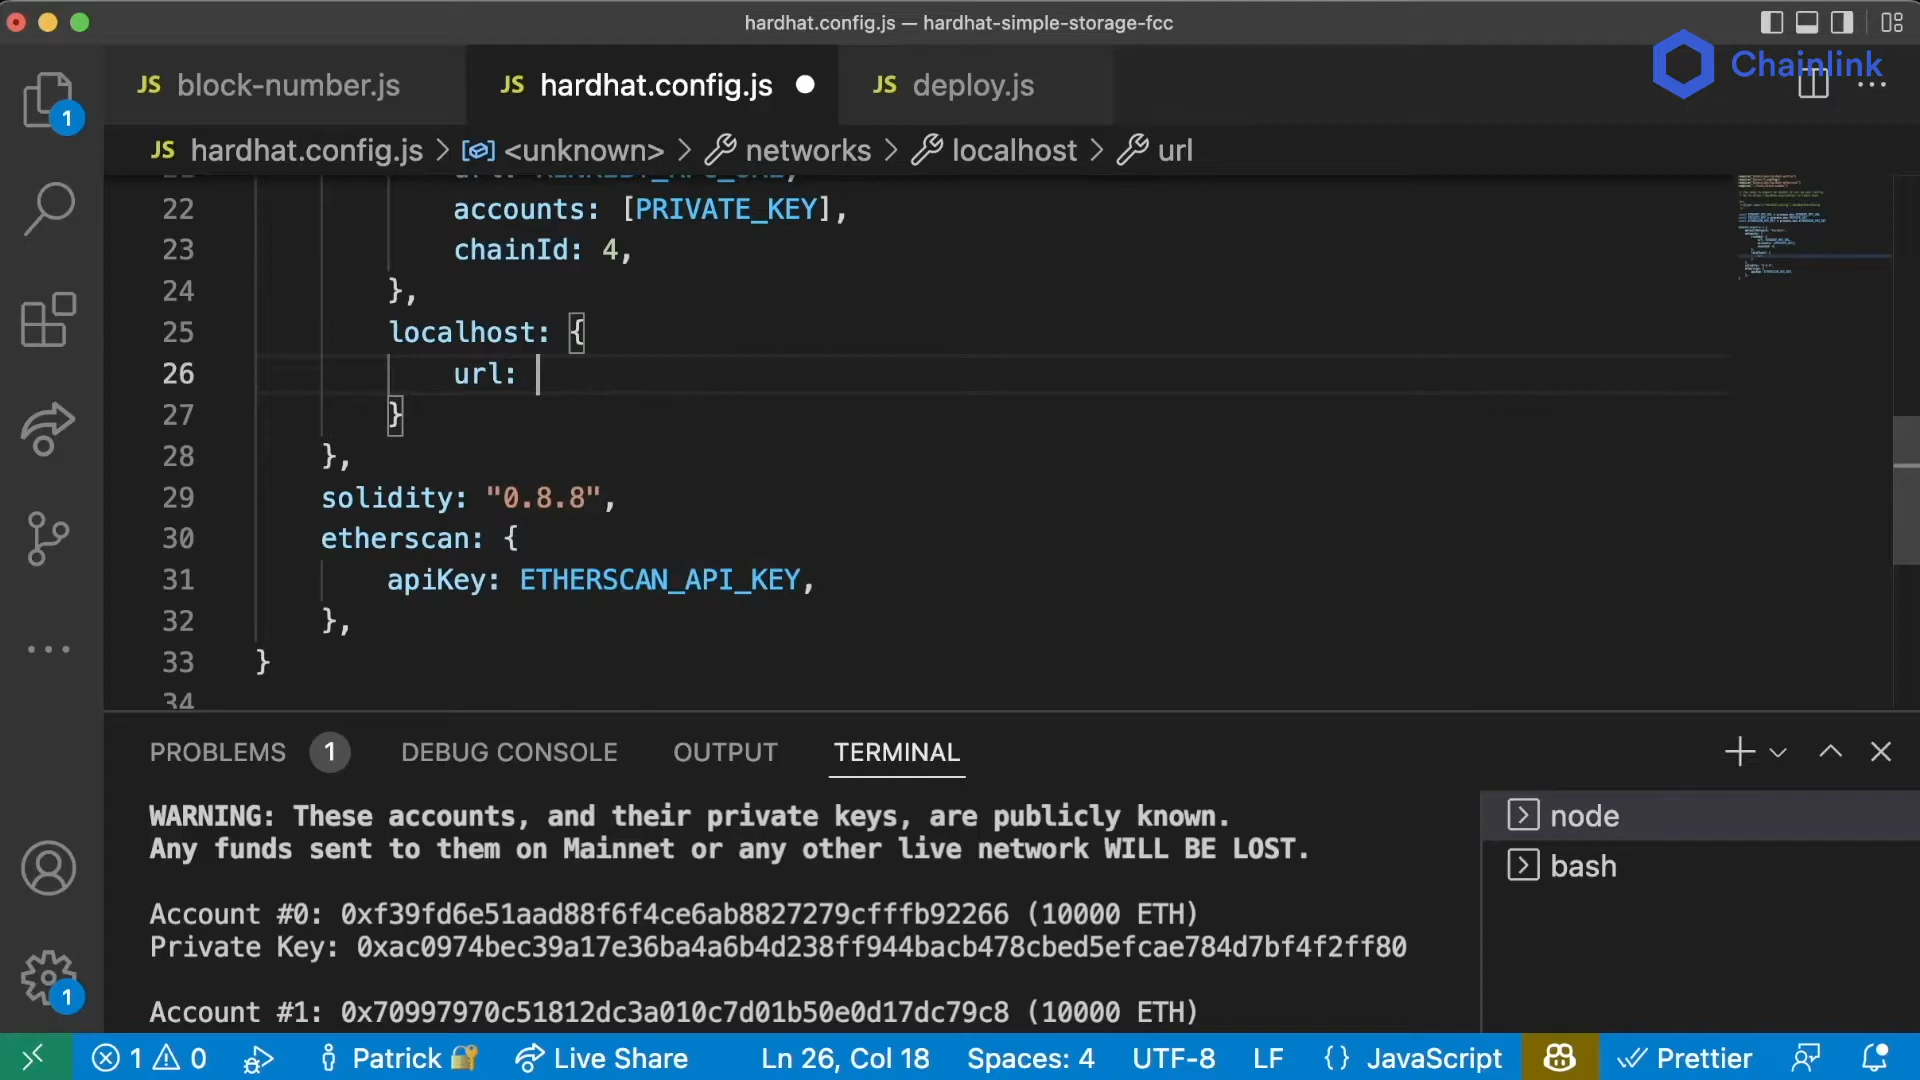 hardhat.config.js — hardhat-simple-storage-fcc
JS block-number.js
JS hardhat.config.js
JS deploy.js
Chainlink
1
JS hardhat.config.js > <unknown> > networks > localhost > url
22 accounts: [PRIVATE_KEY],
23 chainId: 4,
24 },
25 localhost: {
26 url:
27 }
28 },
29 solidity: "0.8.8",
30 etherscan: {
31 apiKey: ETHERSCAN_API_KEY,
32 },
33 }
34
PROBLEMS 1 DEBUG CONSOLE OUTPUT TERMINAL
WARNING: These accounts, and their private keys, are publicly known.
Any funds sent to them on Mainnet or any other live network WILL BE LOST.
Account #0: 0xf39fd6e51aad88f6f4ce6ab8827279cfffb92266 (10000 ETH)
Private Key: 0xac0974bec39a17e36ba4a6b4d238ff944bacb478cbed5efcae784d7bf4f2ff80
Account #1: 0x70997970c51812dc3a010c7d01b50e0d17dc79c8 (10000 ETH)
node
bash
1
1 0 Patrick Live Share Ln 26, Col 18 Spaces: 4 UTF-8 LF {} JavaScript Prettier